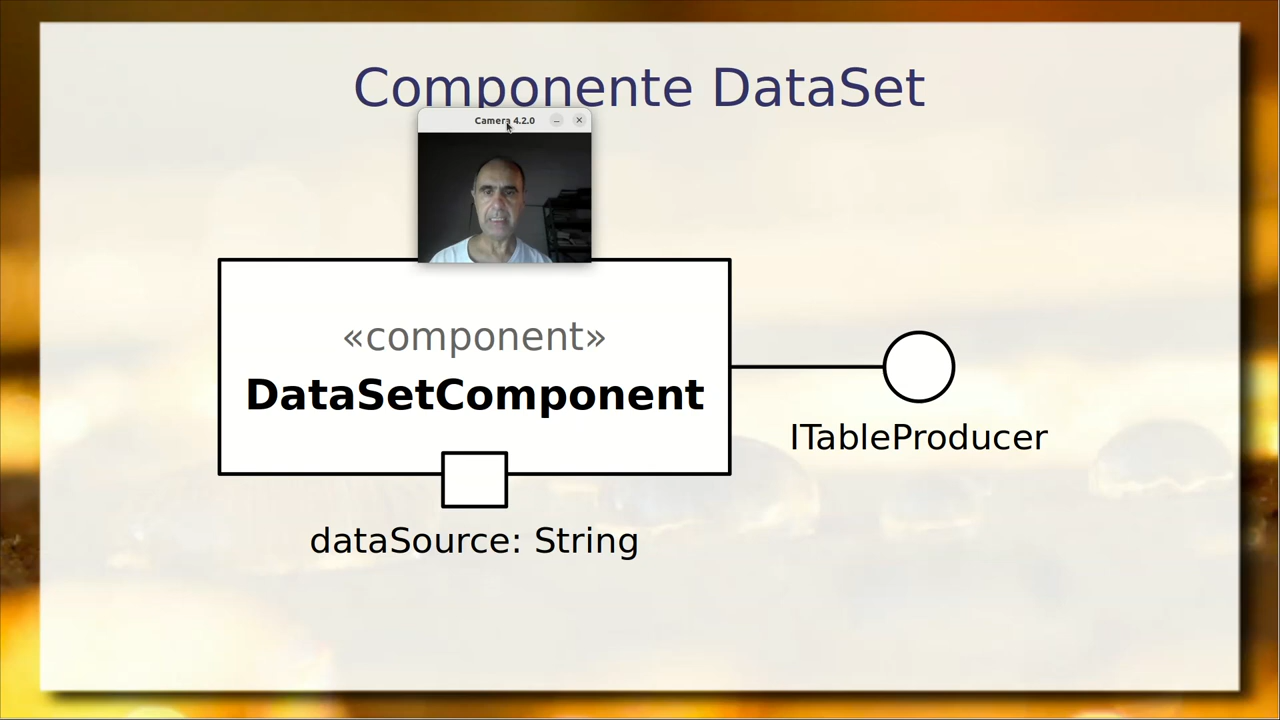 Componente DataSet
Camera 4.2.0
«component»
DataSetComponent
ITableProducer
dataSource: String